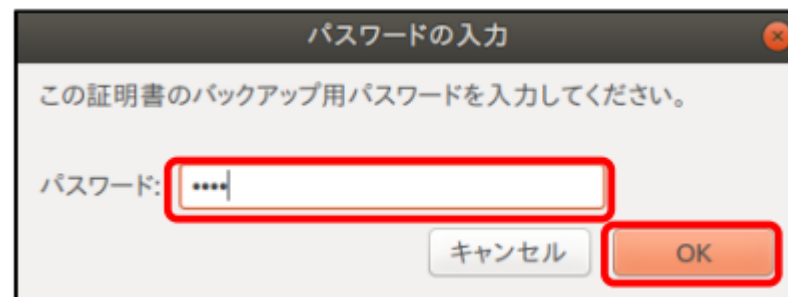 パスワードの入力
この証明書のバックアップ用パスワードを入力してください。
パスワード: ••••
キャンセル OK